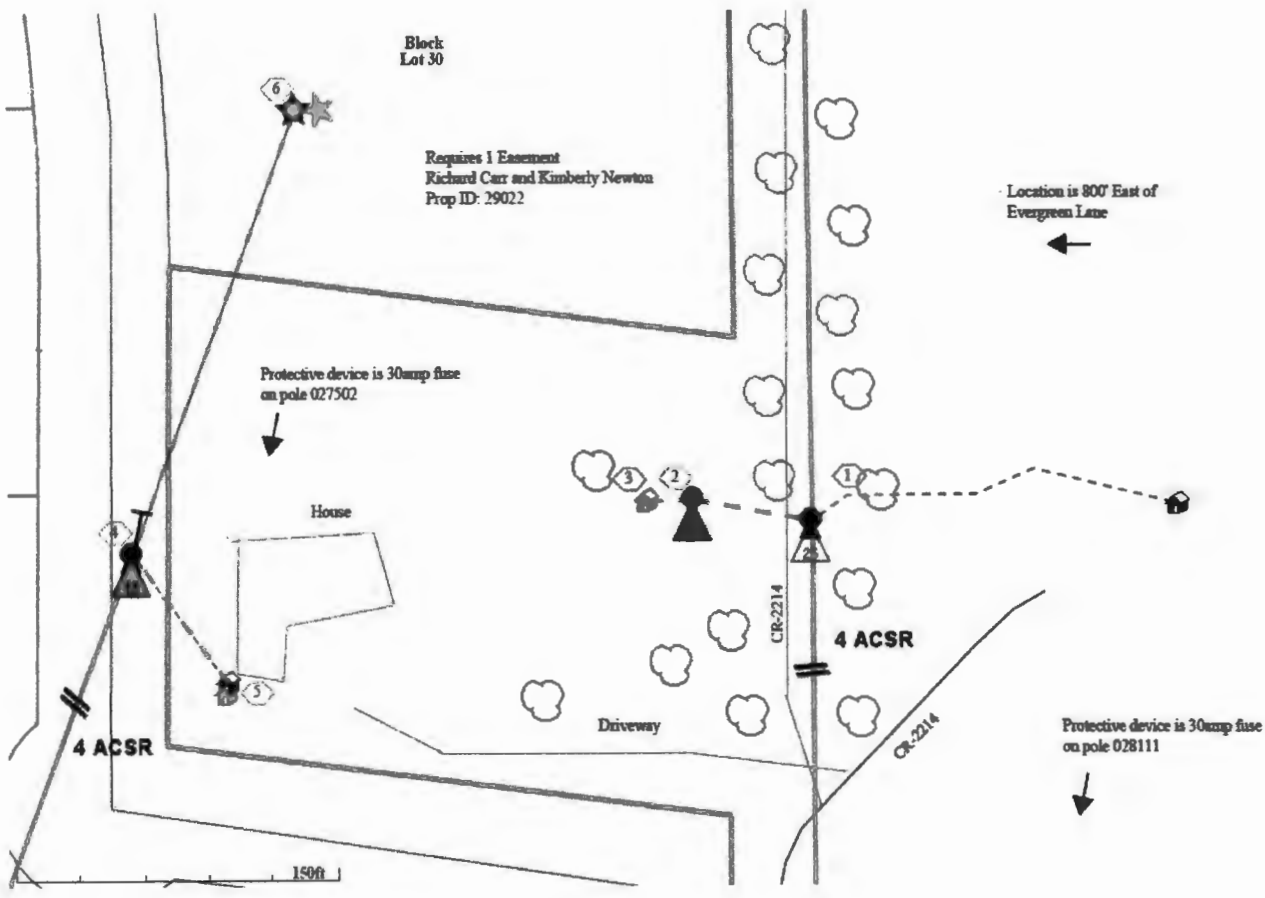 Block
Lot 30
6
Requires 1 Easement
Richard Carr and Kimberly Newton
Prop ID: 29022
Location is 800' East of
Evergreen Lane
Protective device is 30amp fuse
on pole 027502
3
2
1
House
4
5
CR-2214
4 ACSR
Driveway
CR-2214
Protective device is 30amp fuse
on pole 028111
4 ACSR
150ft